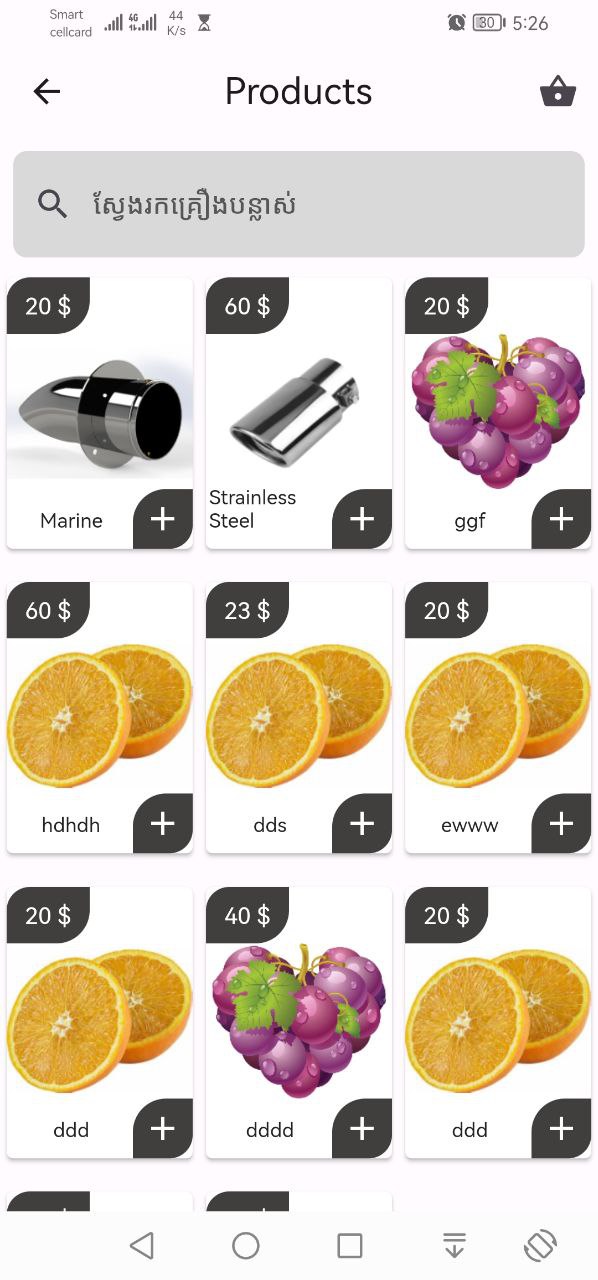 Smart
cellcard
4G
44
K/s
30
5:26
Products
ស្វែងរកគ្រឿងបន្លាស់
20 $
60 $
20 $
Marine
Strainless
Steel
ggf
60 $
23 $
20 $
hdhdh
dds
ewww
20 $
40 $
20 $
ddd
dddd
ddd